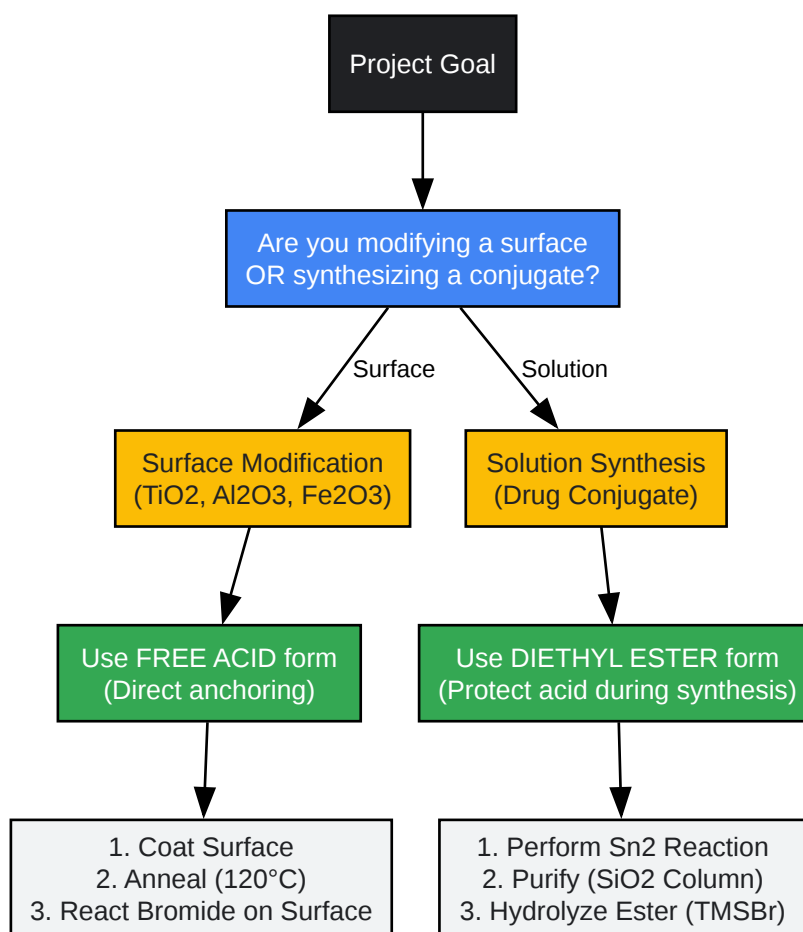 Project Goal
Are you modifying a surface
OR synthesizing a conjugate?
Surface
Solution
Surface Modification
(TiO2, Al2O3, Fe2O3)
Solution Synthesis
(Drug Conjugate)
Use FREE ACID form
(Direct anchoring)
Use DIETHYL ESTER form
(Protect acid during synthesis)
1. Coat Surface
2. Anneal (120°C)
3. React Bromide on Surface
1. Perform Sn2 Reaction
2. Purify (SiO2 Column)
3. Hydrolyze Ester (TMSBr)